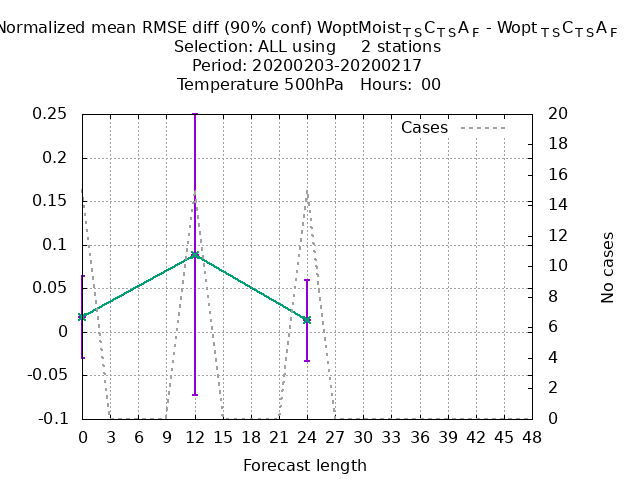 Normalized mean RMSE diff (90% conf) WoptMoist_TSC_TSA_F - Wopt_TSC_TSA_F
Selection: ALL using 2 stations
Period: 20200203-20200217
Temperature 500hPa Hours: 00
Cases
0.25
0.2
0.15
0.1
0.05
0
-0.05
-0.1
20
18
16
14
12
10
8
6
4
2
0
No cases
0 3 6 9 12 15 18 21 24 27 30 33 36 39 42 45 48
Forecast length